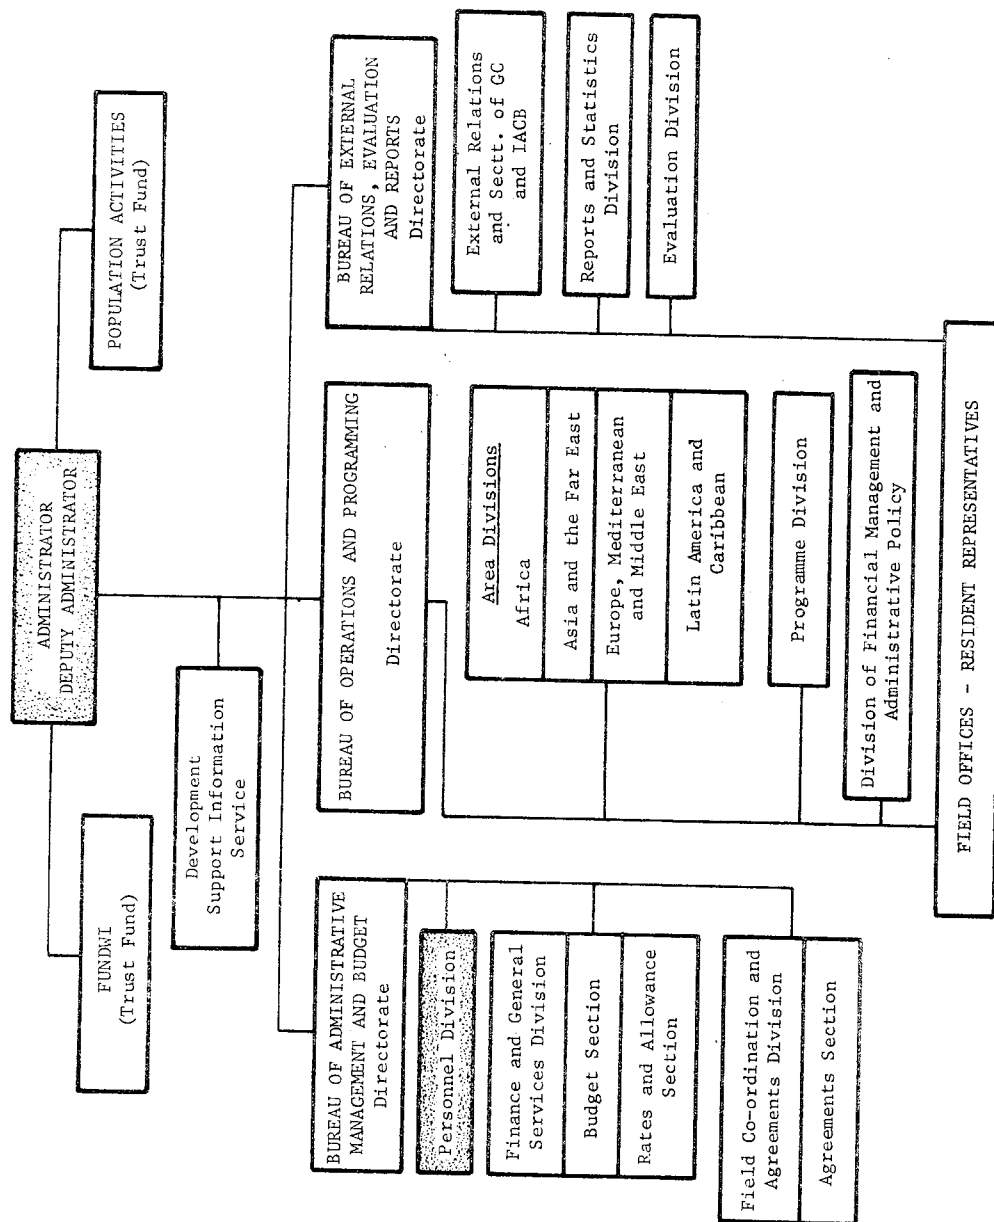 ADMINISTRATOR
DEPUTY ADMINISTRATOR
FUNDWI
(Trust Fund)
POPULATION ACTIVITIES
(Trust Fund)
Development
Support Information
Service
BUREAU OF ADMINISTRATIVE
MANAGEMENT AND BUDGET
Directorate
Personnel Division
Finance and General
Services Division
Budget Section
Rates and Allowance
Section
Field Co-ordination and
Agreements Division
Agreements Section
BUREAU OF OPERATIONS AND PROGRAMMING
Directorate
Area Divisions
Africa
Asia and the Far East
Europe, Mediterranean
and Middle East
Latin America and
Caribbean
Programme Division
Division of Financial Management and
Administrative Policy
BUREAU OF EXTERNAL
RELATIONS, EVALUATION
AND REPORTS
Directorate
External Relations
and Sectt. of GC
and IACB
Reports and Statistics
Division
Evaluation Division
FIELD OFFICES - RESIDENT REPRESENTATIVES